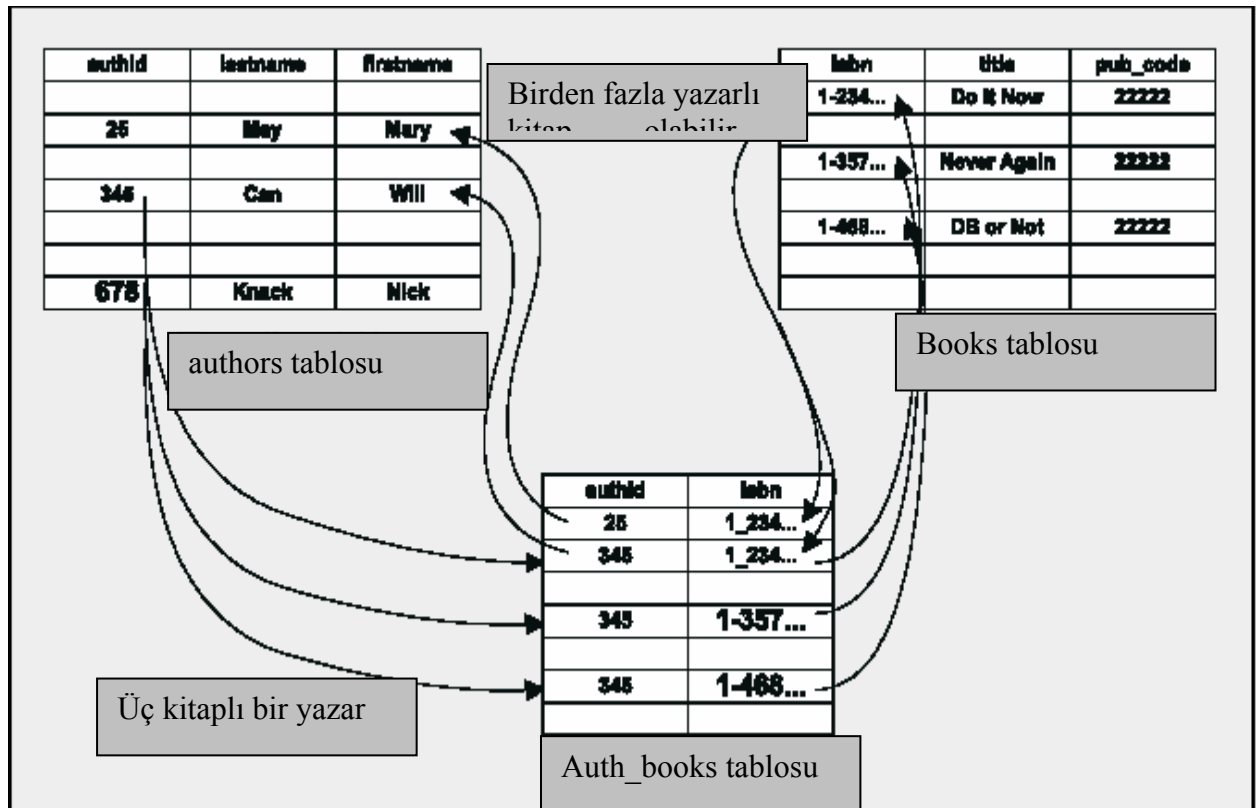 authid lastname firstname
25 May Mary
345 Can Will
678 Knack Nick
authors tablosu
Birden fazla yazarlı
kitap olabilir
isbn title pub_code
1-234... Do It Now 22222
1-357... Never Again 22222
1-468... DB or Not 22222
Books tablosu
authid isbn
25 1_234...
345 1_234...
345 1-357...
345 1-468...
Auth_books tablosu
Üç kitaplı bir yazar